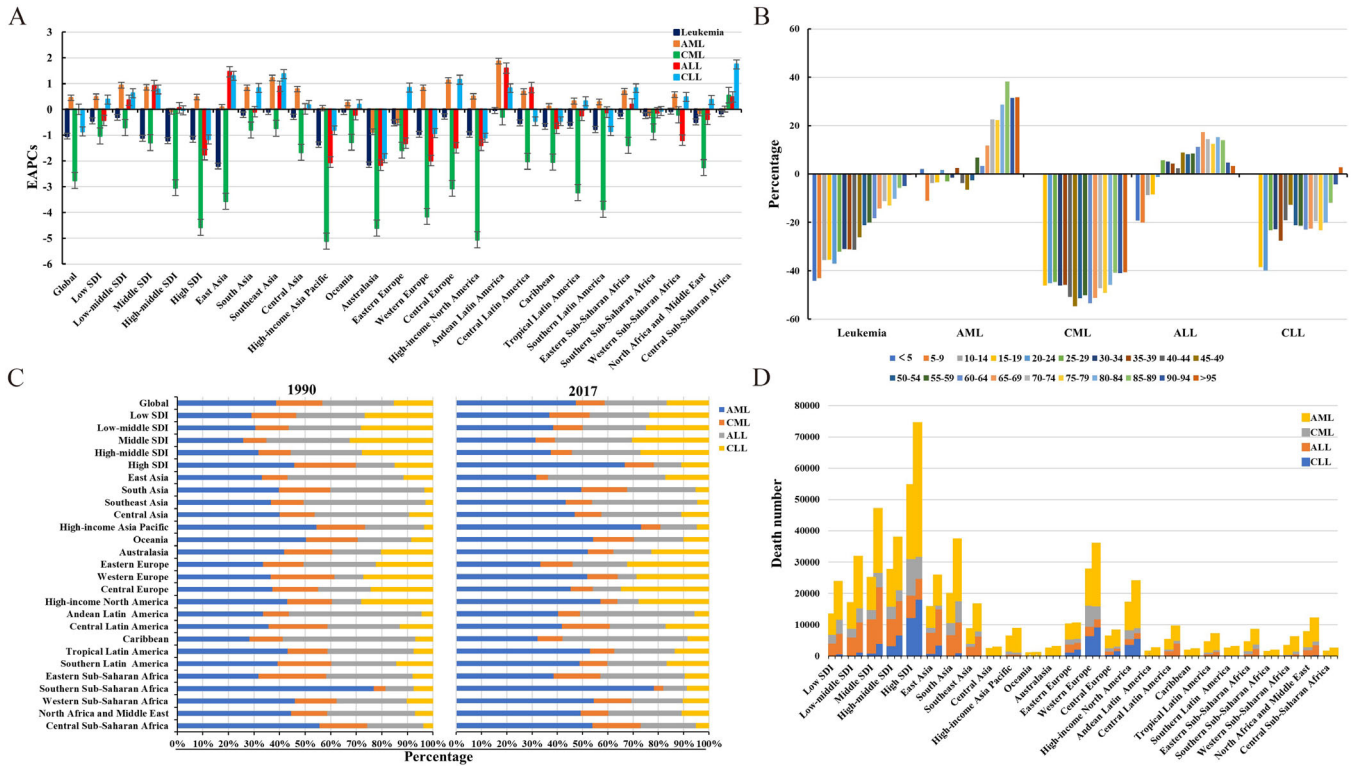 A
3
2
1
0
-1
-2
-3
-4
-5
-6
EAPCs
Leukemia
AML
CML
ALL
CLL
Global
Low SDI
Low-middle SDI
Middle SDI
High-middle SDI
High SDI
East Asia
South Asia
Southeast Asia
Central Asia
High-income Asia Pacific
Oceania
Australasia
Eastern Europe
Western Europe
Central Europe
High-income North America
Andean Latin America
Central Latin America
Caribbean
Tropical Latin America
Southern Latin America
Eastern Sub-Saharan Africa
Southern Sub-Saharan Africa
Western Sub-Saharan Africa
North Africa and Middle East
Central Sub-Saharan Africa
B
60
40
20
0
-20
-40
-60
Percentage
Leukemia AML CML ALL CLL
<5 5-9 10-14 15-19 20-24 25-29 30-34 35-39 40-44 45-49
50-54 55-59 60-64 65-69 70-74 75-79 80-84 85-89 90-94 >95
C
1990 2017
Global
Low SDI
Low-middle SDI
Middle SDI
High-middle SDI
High SDI
East Asia
South Asia
Southeast Asia
Central Asia
High-income Asia Pacific
Oceania
Australasia
Eastern Europe
Western Europe
Central Europe
High-income North America
Andean Latin America
Central Latin America
Caribbean
Tropical Latin America
Southern Latin America
Eastern Sub-Saharan Africa
Southern Sub-Saharan Africa
Western Sub-Saharan Africa
North Africa and Middle East
Central Sub-Saharan Africa
AML
CML
ALL
CLL
0% 10% 20% 30% 40% 50% 60% 70% 80% 90% 100% 0% 10% 20% 30% 40% 50% 60% 70% 80% 90% 100%
Percentage
D
80000
70000
60000
50000
40000
30000
20000
10000
0
Death number
AML
CML
ALL
CLL
Low SDI
Low-middle SDI
Middle SDI
High-middle SDI
High SDI
East Asia
South Asia
Southeast Asia
Central Asia
High-income Asia Pacific
Oceania
Australasia
Eastern Europe
Western Europe
Central Europe
High-income North America
Andean Latin America
Central Latin America
Caribbean
Tropical Latin America
Southern Latin America
Eastern Sub-Saharan Africa
Southern Sub-Saharan Africa
Western Sub-Saharan Africa
North Africa and Middle East
Central Sub-Saharan Africa